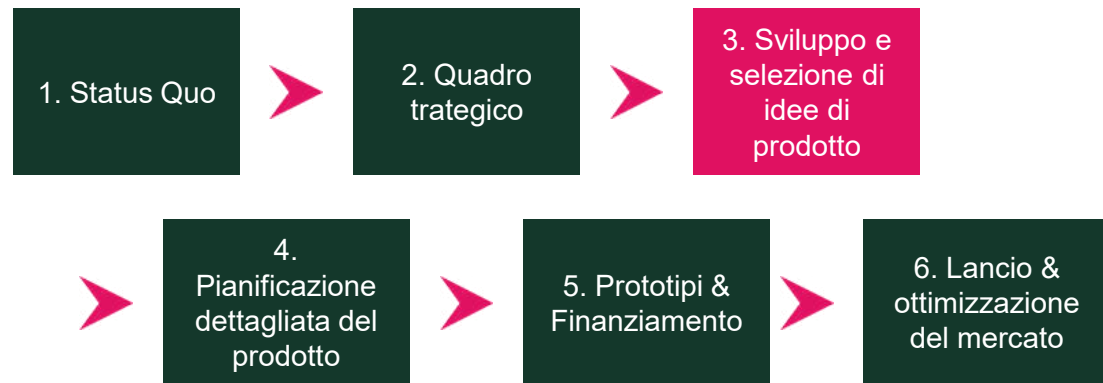 1. Status Quo
2. Quadro
trategico
3. Sviluppo e
selezione di
idee di
prodotto
4.
Pianificazione
dettagliata del
prodotto
5. Prototipi &
Finanziamento
6. Lancio &
ottimizzazione
del mercato